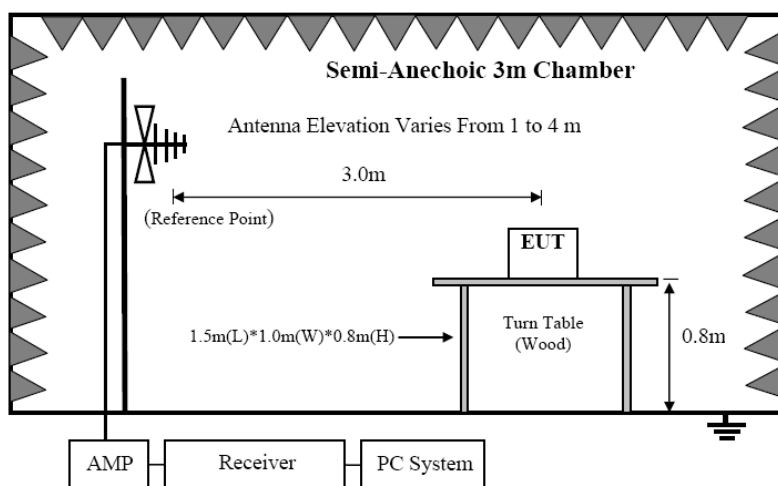 Semi-Anechoic 3m Chamber
Antenna Elevation Varies From 1 to 4 m
3.0m
(Reference Point)
EUT
1.5m(L)*1.0m(W)*0.8m(H)
Turn Table
(Wood)
0.8m
AMP
Receiver
PC System